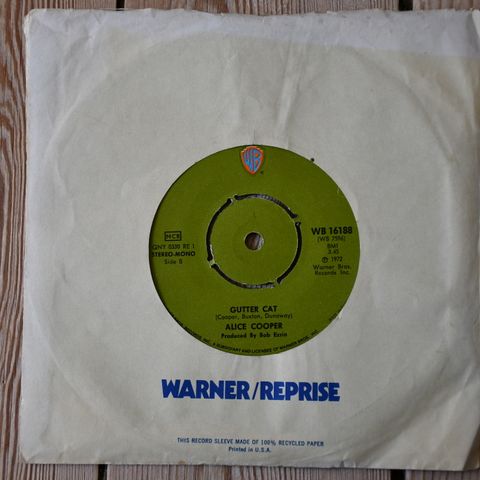 WB
NCB
GNY 0330 RE 1
STEREO-MONO
Side B
WB 16188
(WB 7596)
BMI
3.45
℗ 1972
Warner Bros.
Records Inc.
GUTTER CAT
(Cooper, Buxton, Dunaway)
ALICE COOPER
Produced By Bob Ezrin
WARNER/REPRISE
THIS RECORD SLEEVE MADE OF 100% RECYCLED PAPER
Printed in U.S.A.